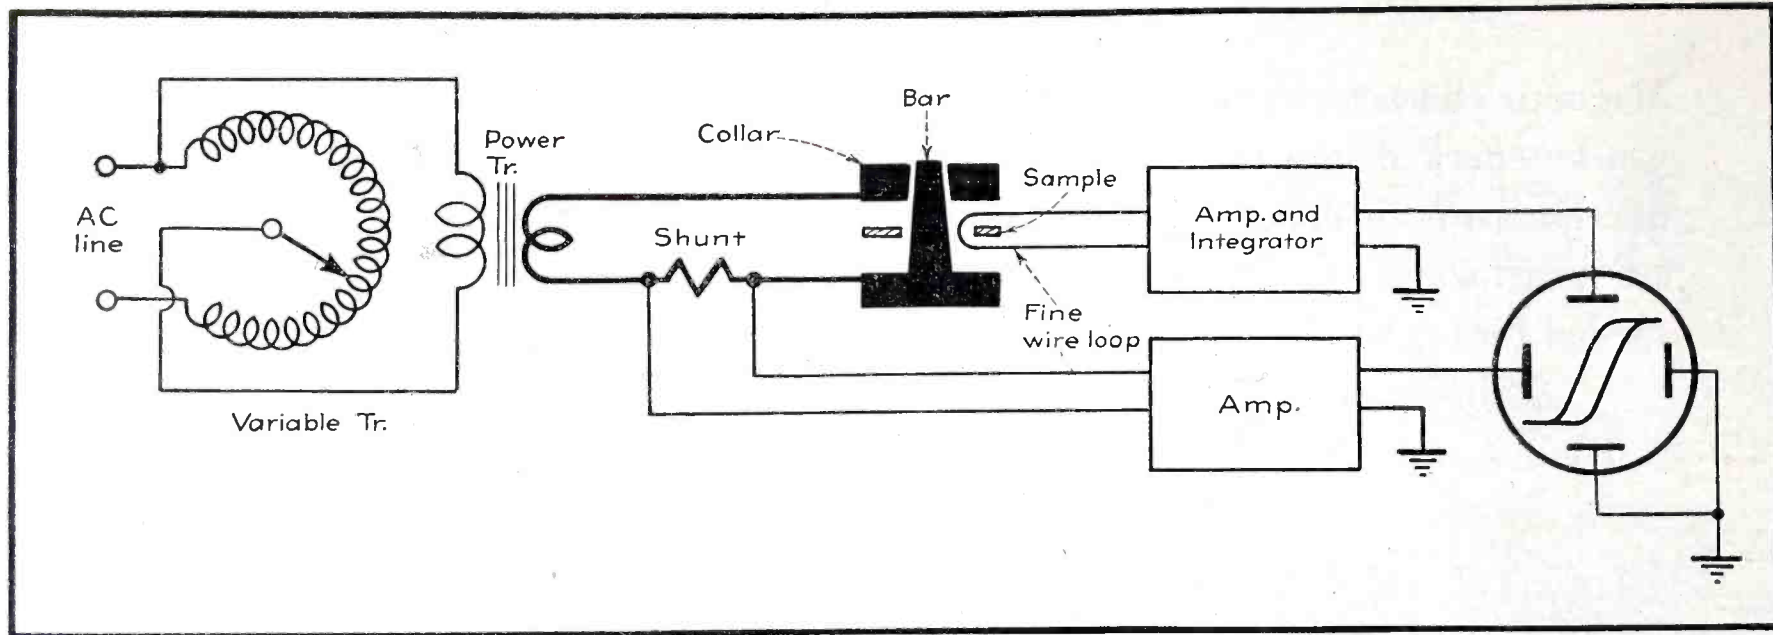 AC
line
Variable Tr.
Power
Tr.
Shunt
Collar
Bar
Sample
Fine
wire loop
Amp. and
Integrator
Amp.